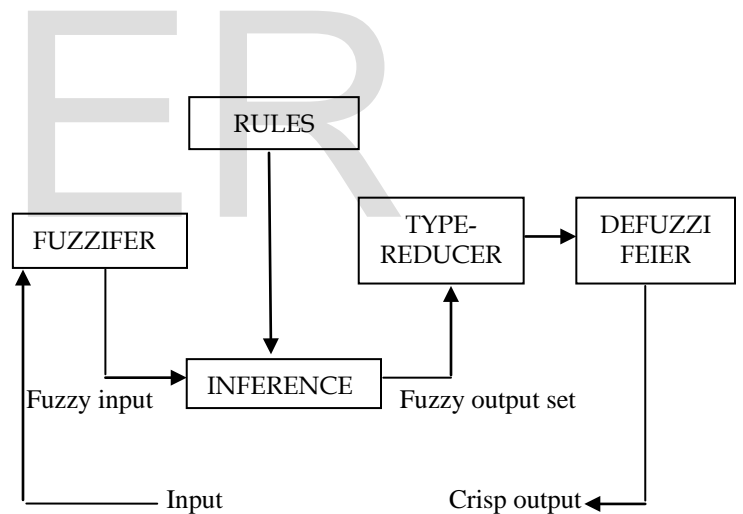 ER
RULES
FUZZIFER
TYPE-
REDUCER
DEFUZZI
FEIER
INFERENCE
Fuzzy input
Fuzzy output set
Input
Crisp output